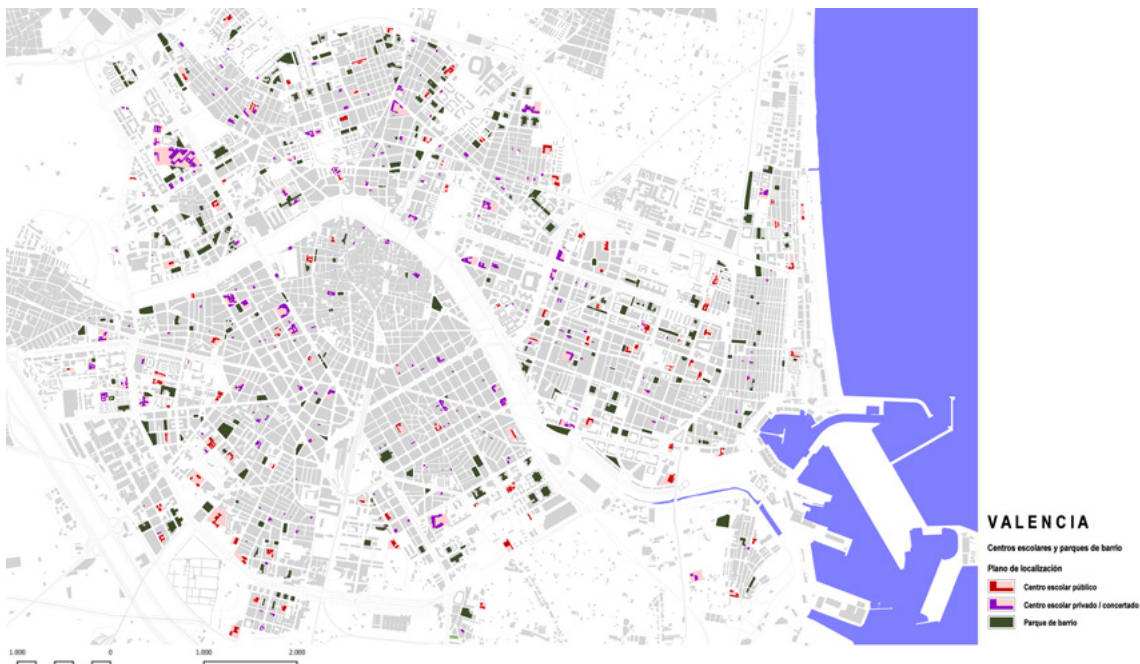 VALENCIA
Centros escolares y parques de barrio
Plano de localización
Centro escolar público
Centro escolar privado / concertado
Parque de barrio
1.000 0 1.000 2.000